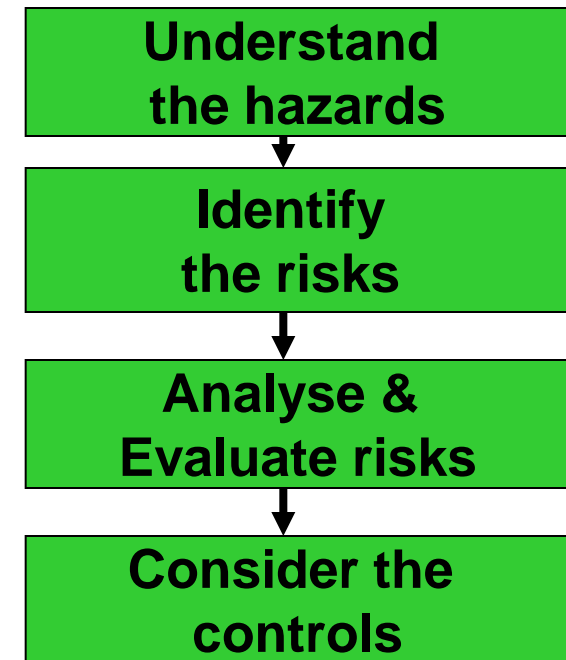 Understand
the hazards
Identify
the risks
Analyse &
Evaluate risks
Consider the
controls